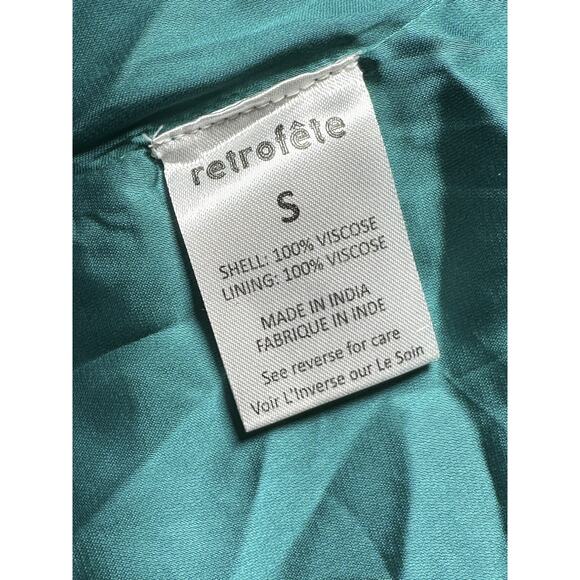 retrofête
S
SHELL: 100% VISCOSE
LINING: 100% VISCOSE
MADE IN INDIA
FABRIQUE IN INDE
See reverse for care
Voir L'Inverse our Le Soin